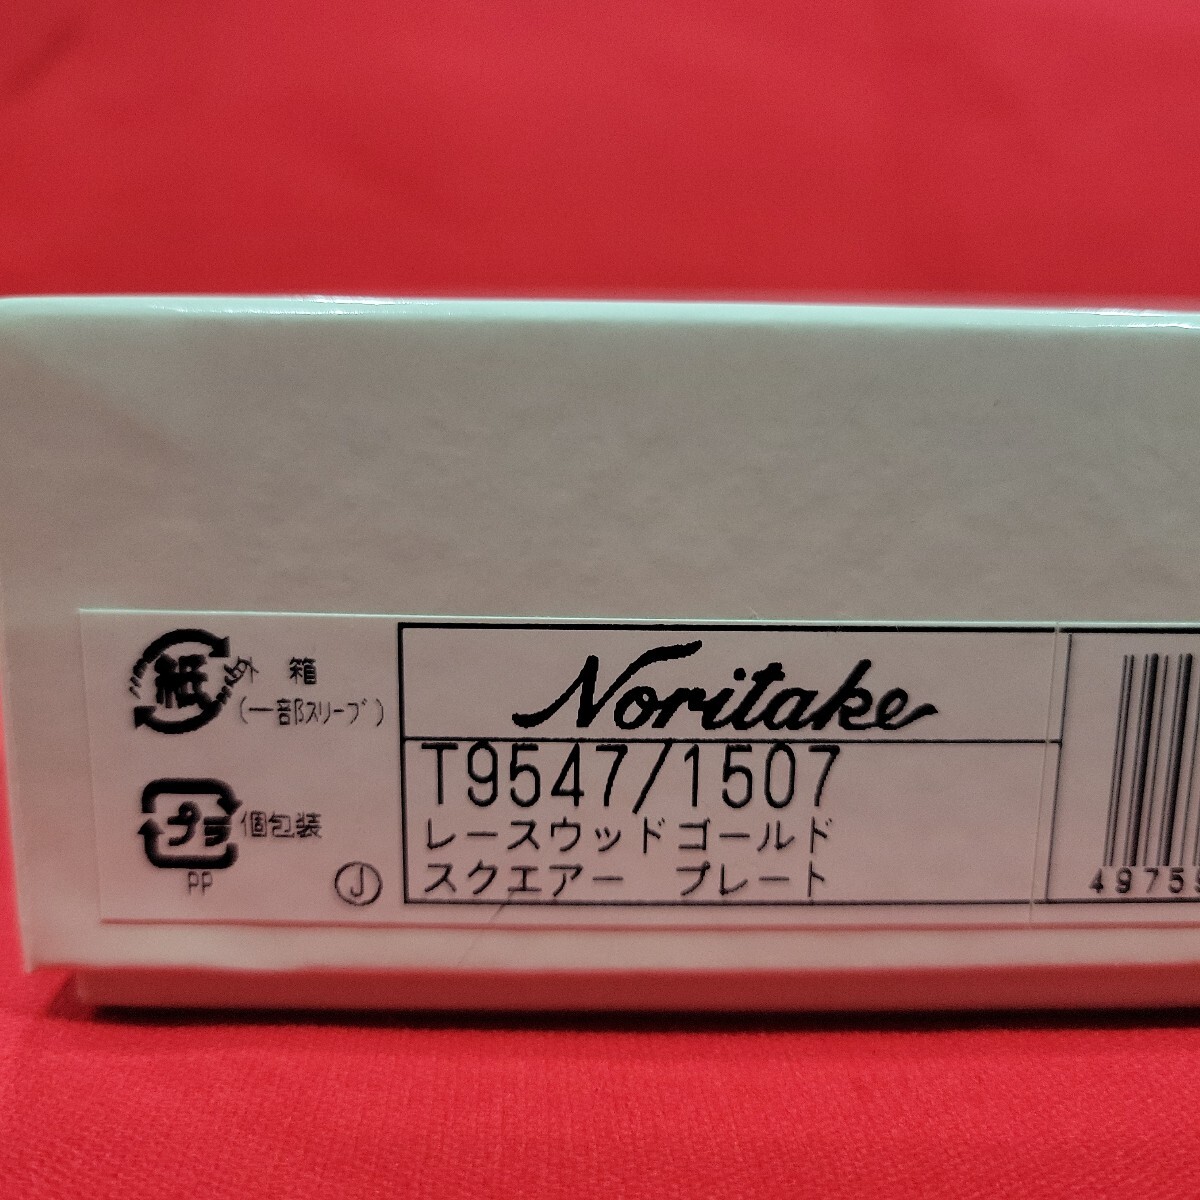 紙 外 箱
(一部スリーブ)
プラ 個包装
PP
J
Noritake
T9547/1507
レースウッドゴールド
スクエアー プレート
4975